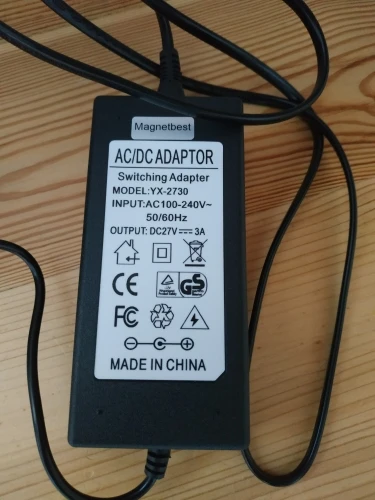 Magnetbest
AC/DC ADAPTOR
Switching Adapter
MODEL:YX-2730
INPUT:AC100-240V~
50/60Hz
OUTPUT: DC27V⎓3A
CE
GS
FC
MADE IN CHINA